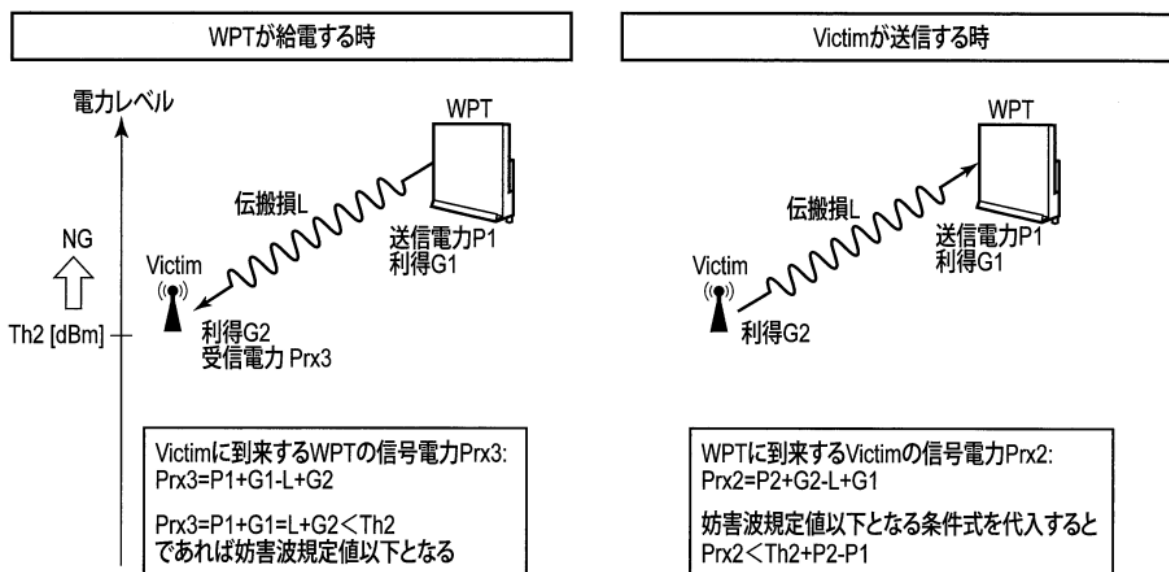 WPTが給電する時
電力レベル
WPT
伝搬損L
送信電力P1
利得G1
NG
Victim
Th2 [dBm]
利得G2
受信電力 Prx3
Victimに到来するWPTの信号電力Prx3:
Prx3=P1+G1-L+G2
Prx3=P1+G1=L+G2<Th2
であれば妨害波規定値以下となる
Victimが送信する時
WPT
伝搬損L
送信電力P1
利得G1
Victim
利得G2
WPTに到来するVictimの信号電力Prx2:
Prx2=P2+G2-L+G1
妨害波規定値以下となる条件式を代入すると
Prx2<Th2+P2-P1